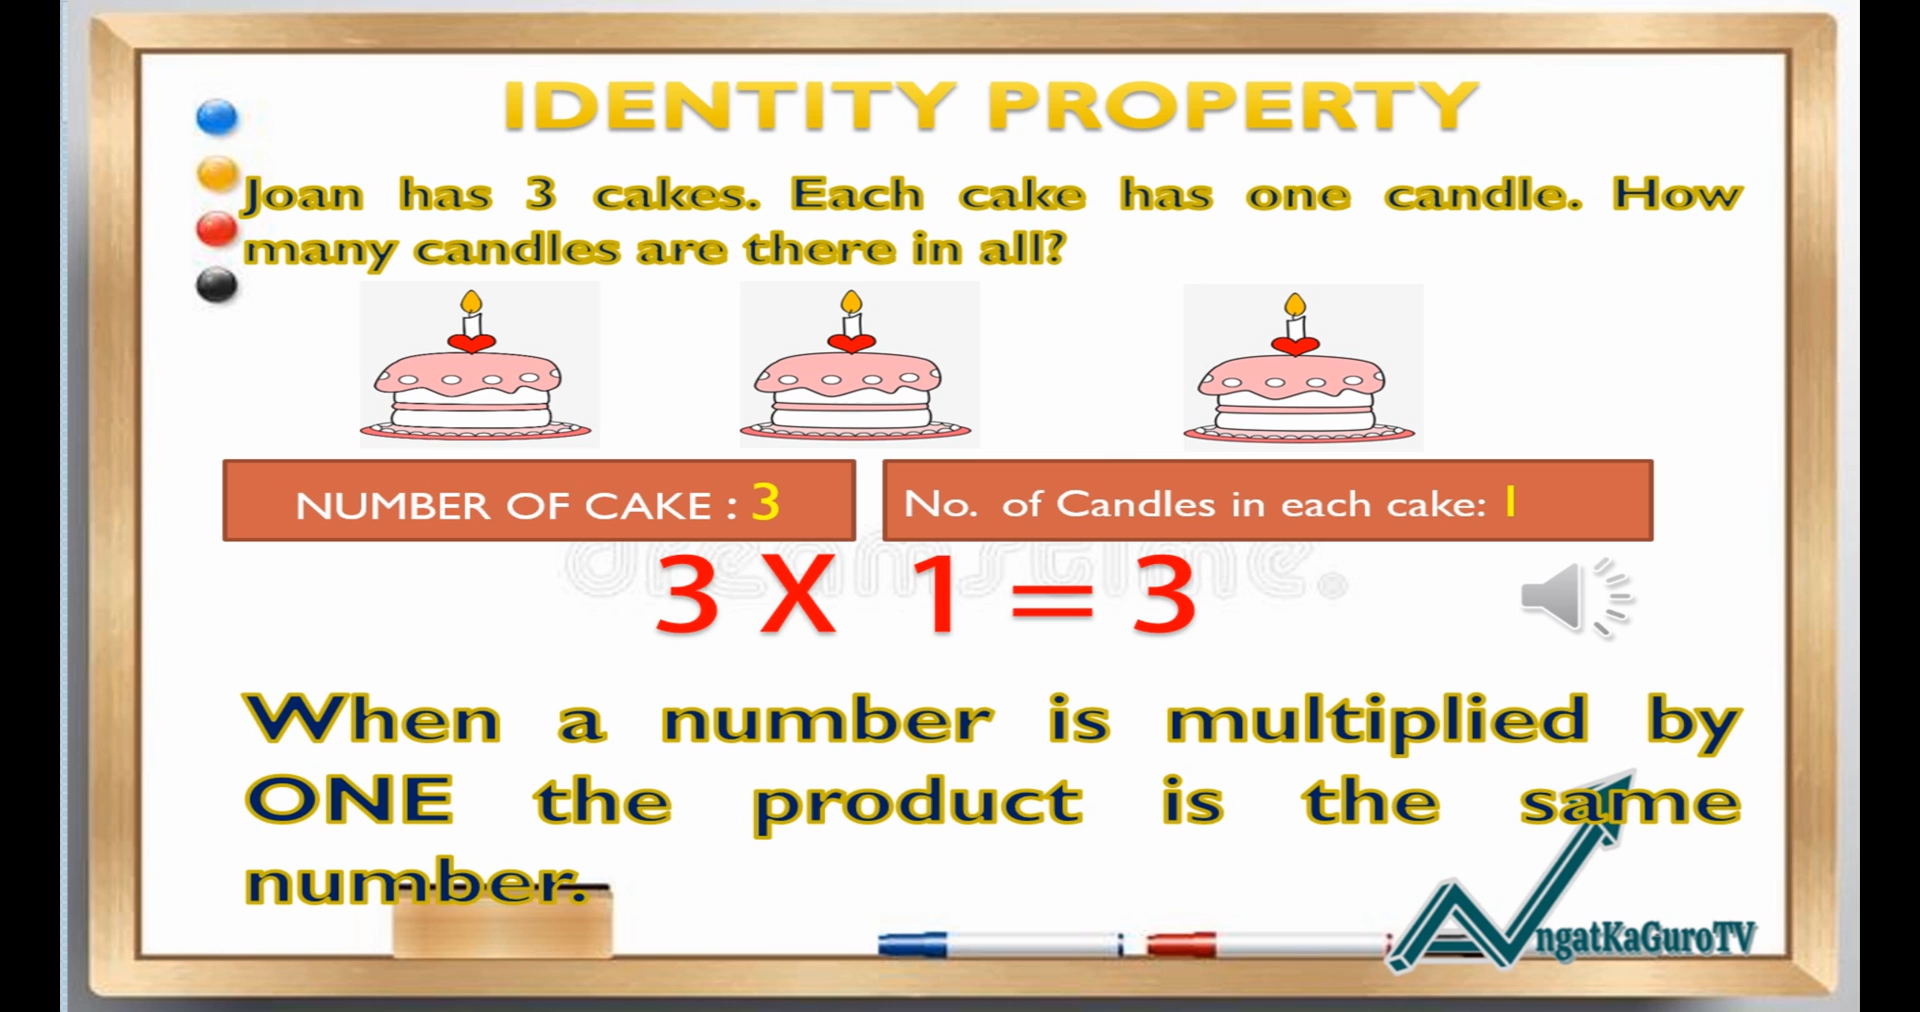 IDENTITY PROPERTY
Joan has 3 cakes. Each cake has one candle. How
many candles are there in all?
NUMBER OF CAKE : 3
No. of Candles in each cake: 1
dreamstime.
3 X 1 = 3
When a number is multiplied by
ONE the product is the same
number.
AngatKaGuroTV